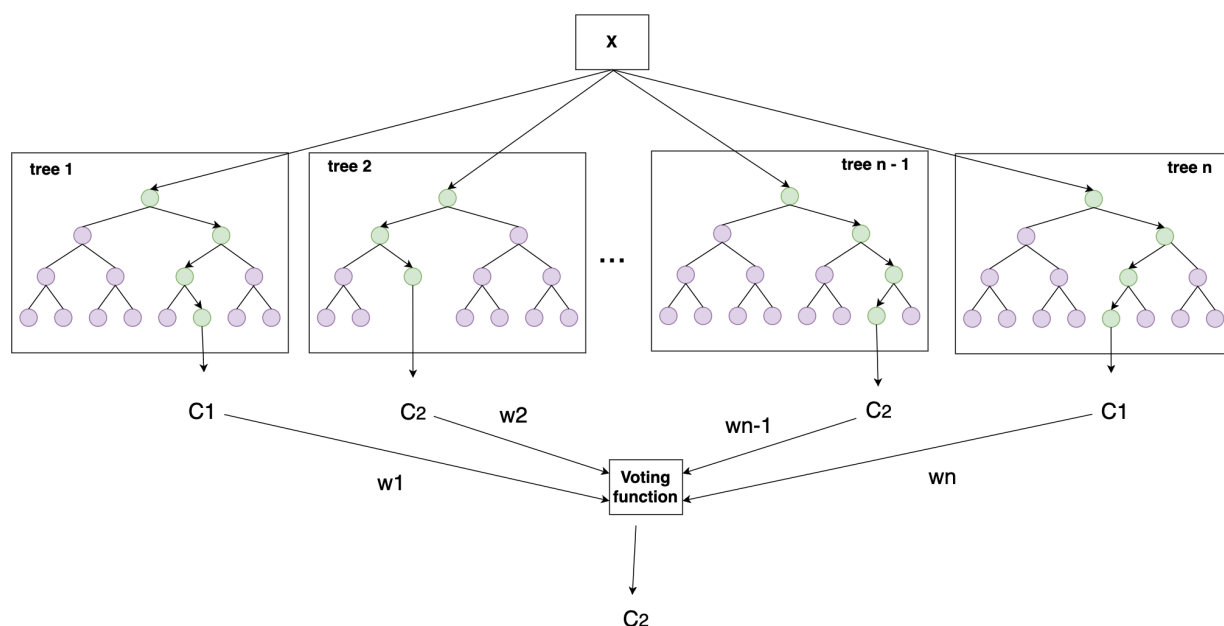 x
tree 1
tree 2
tree n - 1
tree n
...
C1
C2
C2
C1
w2
wn-1
w1
wn
Voting
function
C2